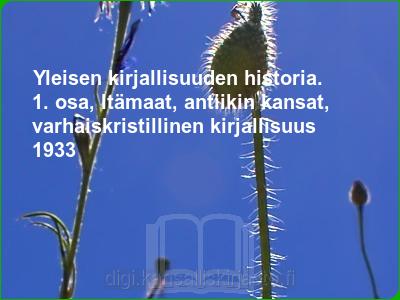 Yleisen kirjallisuuden historia.
1. osa, Itämaat, antiikin kansat,
varhaiskristillinen kirjallisuus
1933
digi.kansalliskirjasto.fi